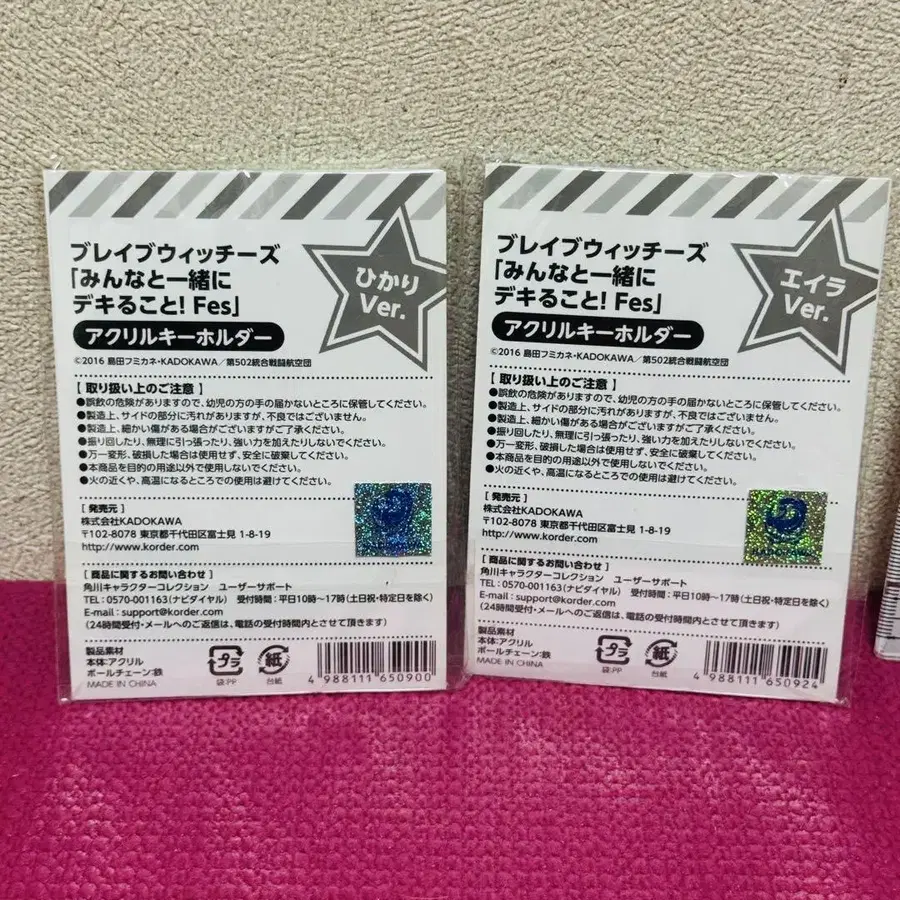 ブレイブウィッチーズ
「みんなと一緒に
デキること! Fes」
ひかり
Ver.
アクリルキーホルダー
©2016 島田フミカネ・KADOKAWA／第502統合戦闘航空団
【 取り扱い上のご注意 】
●誤飲の危険がありますので、幼児の方の手の届かないところに保管してください。
●製造上、サイドの部分に汚れがありますが、不良ではございません。
●製造上、細かい傷がある場合がございますがご了承ください。
●振り回したり、無理に引っ張ったり、強い力を加えたりしないでください。
●万一変形、破損した場合は使用せず、安全に破棄してください。
●本商品を目的の用途以外で使用しないでください。
●火の近くや、高温になるところでの使用は避けてください。
[ 発売元 ]
株式会社KADOKAWA
〒102-8078 東京都千代田区富士見 1-8-19
http://www.korder.com/
KADOKAWA
[ 商品に関するお問い合わせ ]
角川キャラクターコレクション ユーザーサポート
TEL : 0570-001163(ナビダイヤル) 受付時間 : 平日10時～17時(土日祝・特定日を除く)
E-mail : support@korder.com
(24時間受付・メールへのご返信は、電話の受付時間内とさせて頂きます)
製品素材
本体:アクリル
ボールチェーン:鉄
MADE IN CHINA
プラ
袋:PP
紙
台紙
4 988111 650900
ブレイブウィッチーズ
「みんなと一緒に
デキること! Fes」
エイラ
Ver.
アクリルキーホルダー
©2016 島田フミカネ・KADOKAWA／第502統合戦闘航空団
【 取り扱い上のご注意 】
●誤飲の危険がありますので、幼児の方の手の届かないところに保管してください。
●製造上、サイドの部分に汚れがありますが、不良ではございません。
●製造上、細かい傷がある場合がございますがご了承ください。
●振り回したり、無理に引っ張ったり、強い力を加えたりしないでください。
●万一変形、破損した場合は使用せず、安全に破棄してください。
●本商品を目的の用途以外で使用しないでください。
●火の近くや、高温になるところでの使用は避けてください。
[ 発売元 ]
株式会社KADOKAWA
〒102-8078 東京都千代田区富士見 1-8-19
http://www.korder.com/
KADOKAWA
[ 商品に関するお問い合わせ ]
角川キャラクターコレクション ユーザーサポート
TEL : 0570-001163(ナビダイヤル) 受付時間 : 平日10時～17時(土日祝・特定日を除く)
E-mail : support@korder.com
(24時間受付・メールへのご返信は、電話の受付時間内とさせて頂きます)
製品素材
本体:アクリル
ボールチェーン:鉄
MADE IN CHINA
プラ
袋:PP
紙
台紙
4 988111 650924